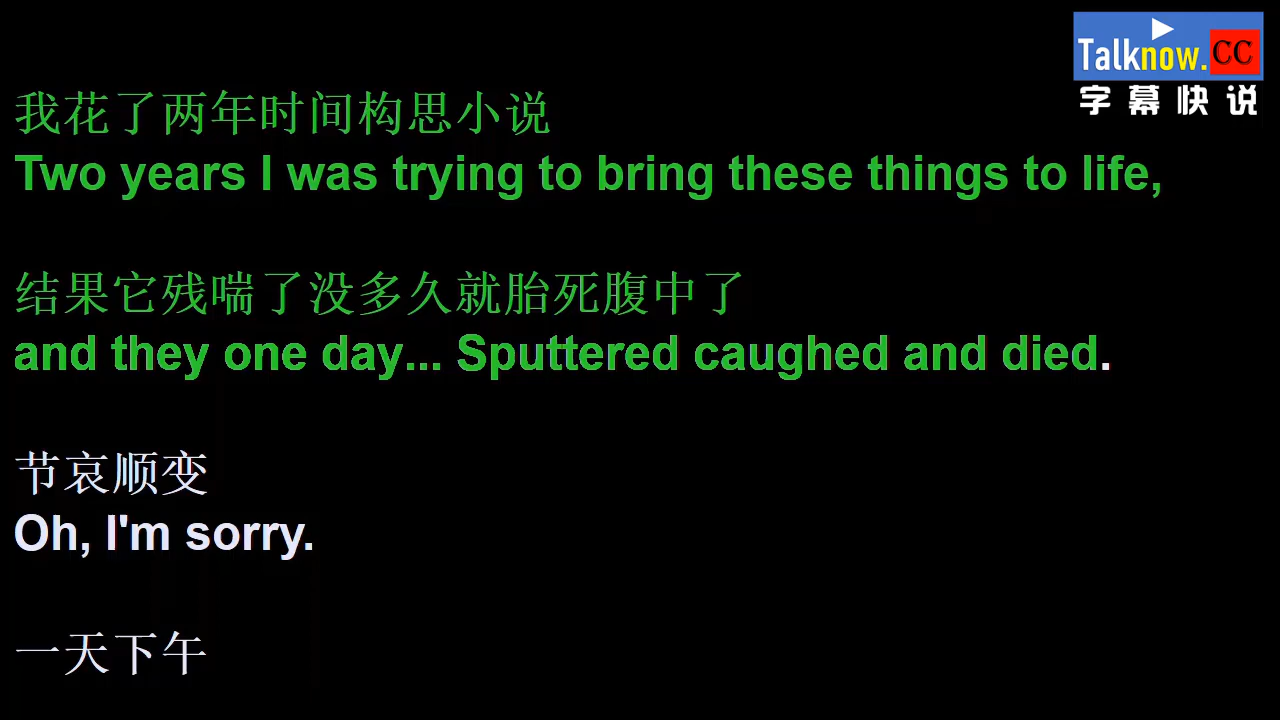 Talknow.CC
字幕快说
我花了两年时间构思小说
Two years I was trying to bring these things to life,
结果它残喘了没多久就胎死腹中了
and they one day... Sputtered caughed and died.
节哀顺变
Oh, I'm sorry.
一天下午